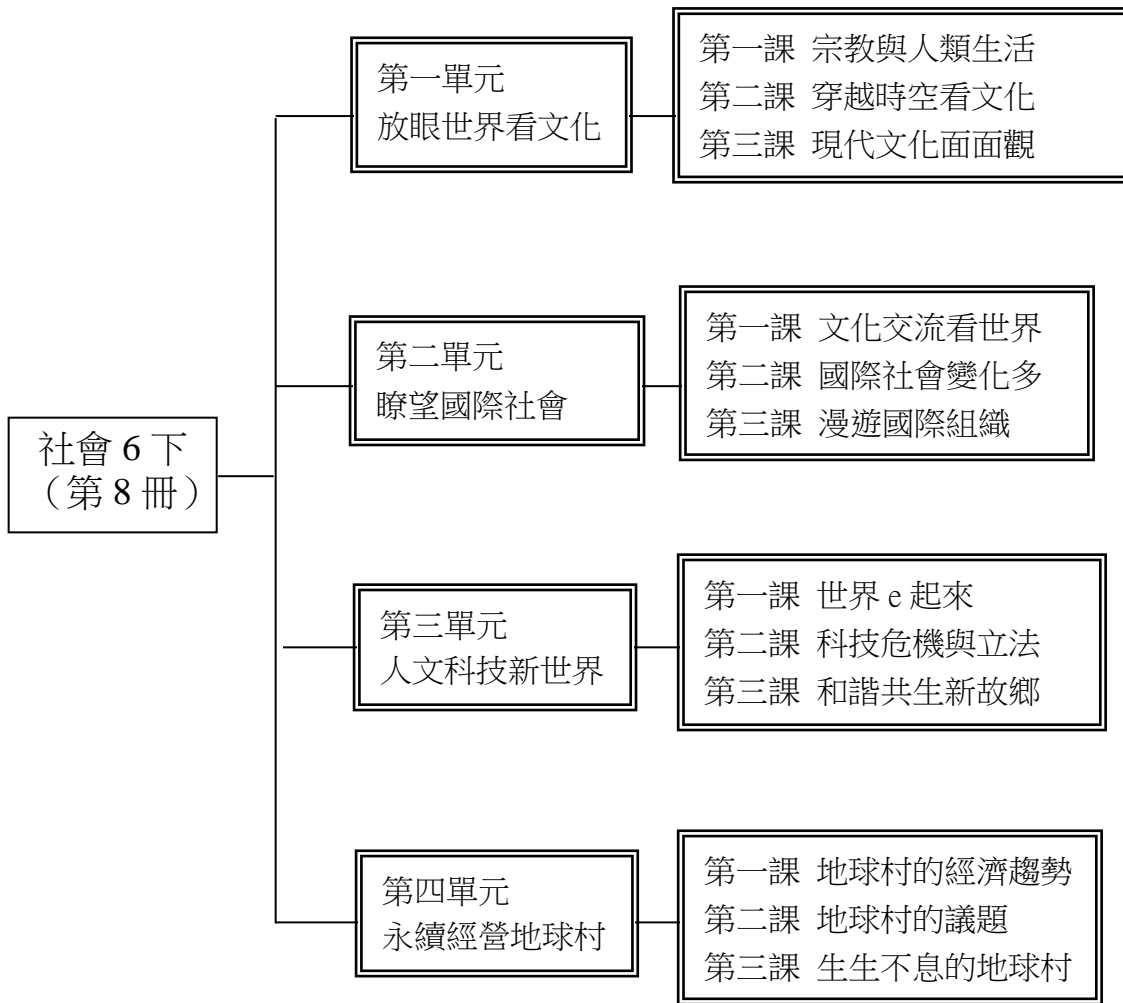 社會 6 下
（第 8 冊）
第一單元
放眼世界看文化
第一課 宗教與人類生活
第二課 穿越時空看文化
第三課 現代文化面面觀
第二單元
瞭望國際社會
第一課 文化交流看世界
第二課 國際社會變化多
第三課 漫遊國際組織
第三單元
人文科技新世界
第一課 世界 e 起來
第二課 科技危機與立法
第三課 和諧共生新故鄉
第四單元
永續經營地球村
第一課 地球村的經濟趨勢
第二課 地球村的議題
第三課 生生不息的地球村